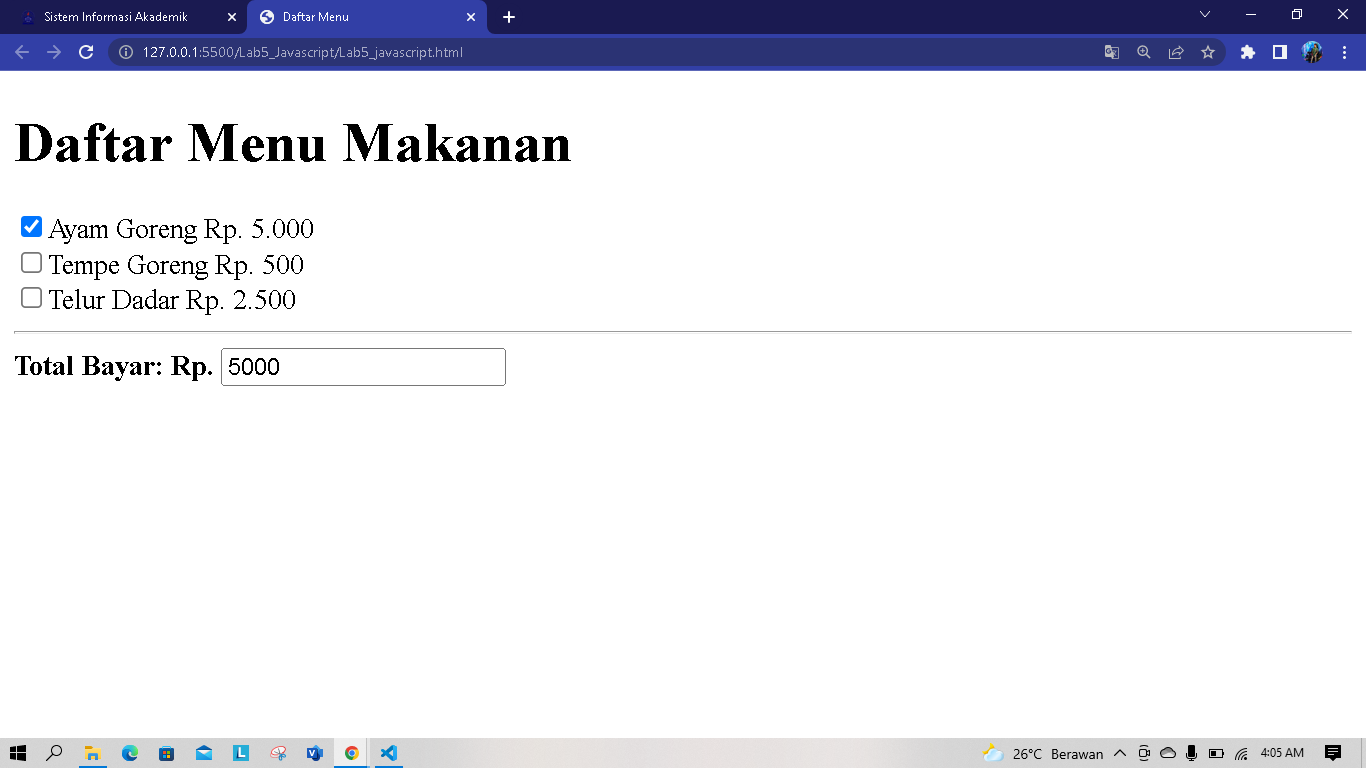 Sistem Informasi Akademik
Daftar Menu
127.0.0.1:5500/Lab5_Javascript/Lab5_javascript.html
Daftar Menu Makanan
Ayam Goreng Rp. 5.000
Tempe Goreng Rp. 500
Telur Dadar Rp. 2.500
Total Bayar: Rp. 5000
26°C Berawan 4:05 AM